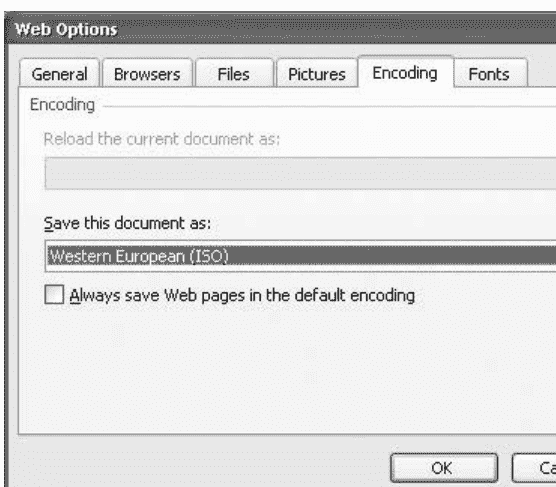 Web Options
General Browsers Files Pictures Encoding Fonts
Encoding
Reload the current document as:
Save this document as:
Western European (ISO)
Always save Web pages in the default encoding
OK Ca